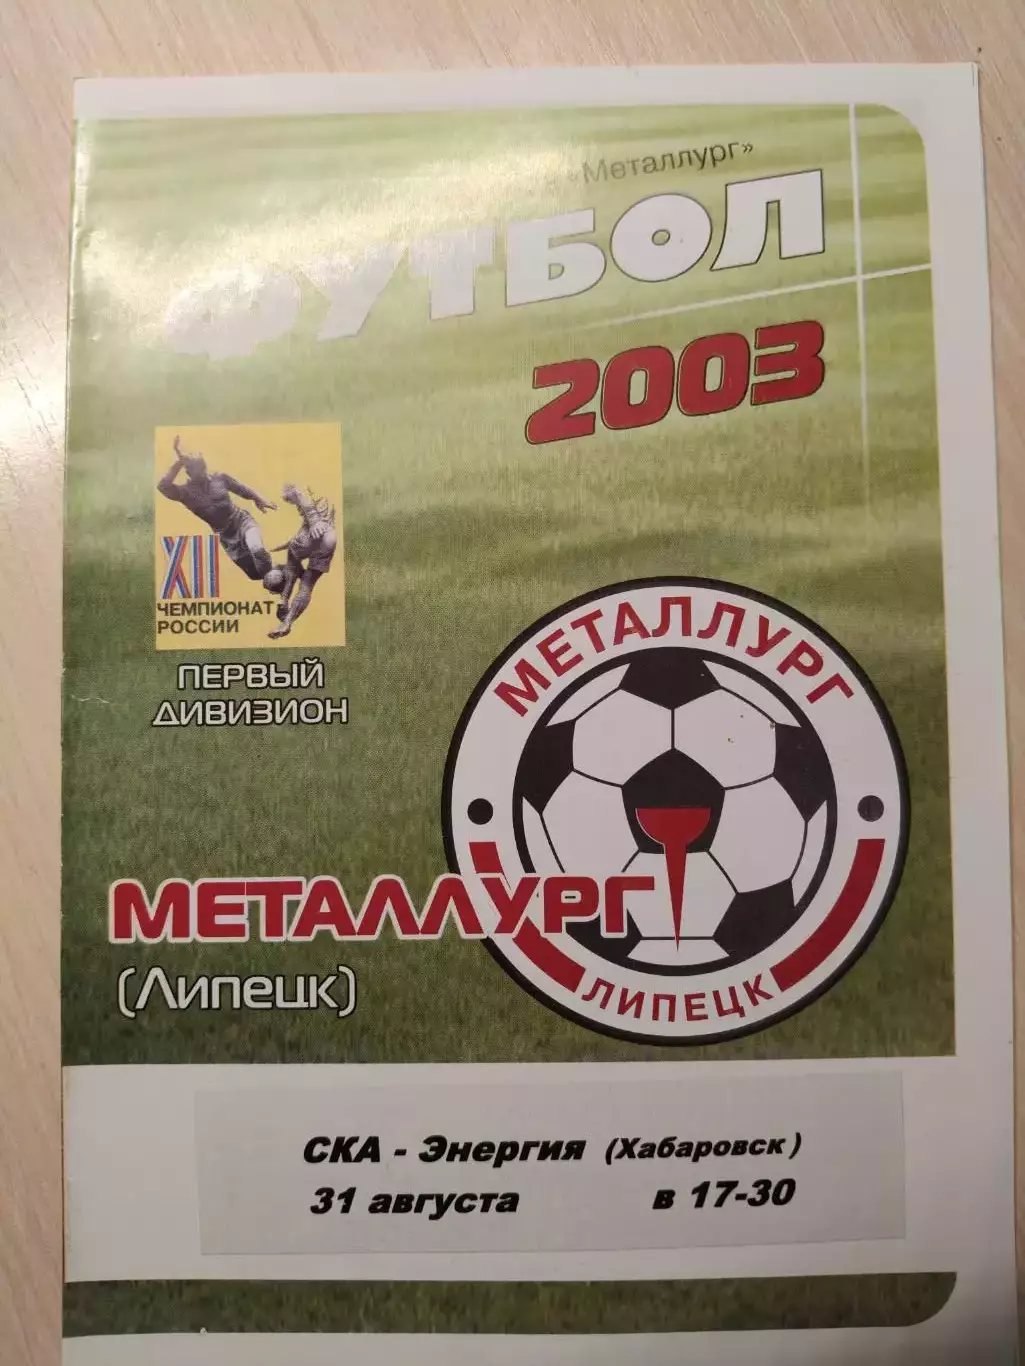 «Металлург»
ФУТБОЛ
2003
XII
ЧЕМПИОНАТ
РОССИИ
ПЕРВЫЙ
ДИВИЗИОН
МЕТАЛЛУРГ
ЛИПЕЦК
МЕТАЛЛУРГ
(Липецк)
СКА - Энергия (Хабаровск)
31 августа в 17-30